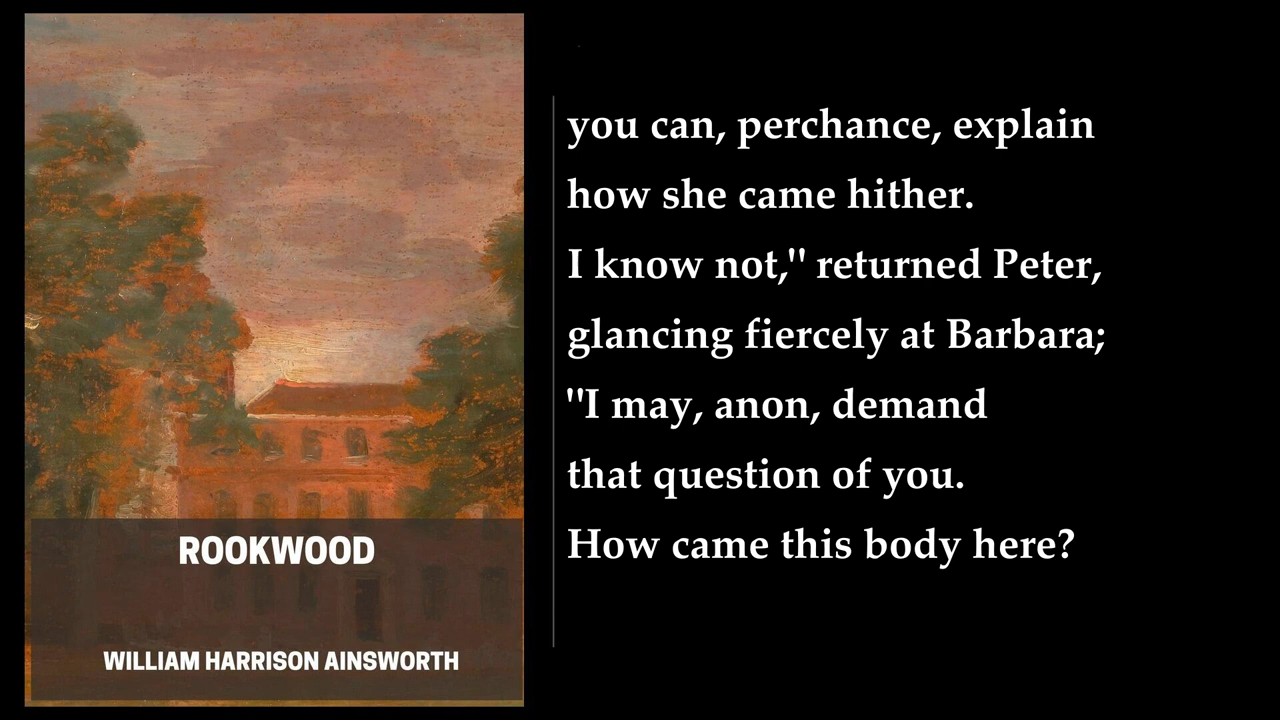 ROOKWOOD
WILLIAM HARRISON AINSWORTH
you can, perchance, explain
how she came hither.
I know not," returned Peter,
glancing fiercely at Barbara;
"I may, anon, demand
that question of you.
How came this body here?